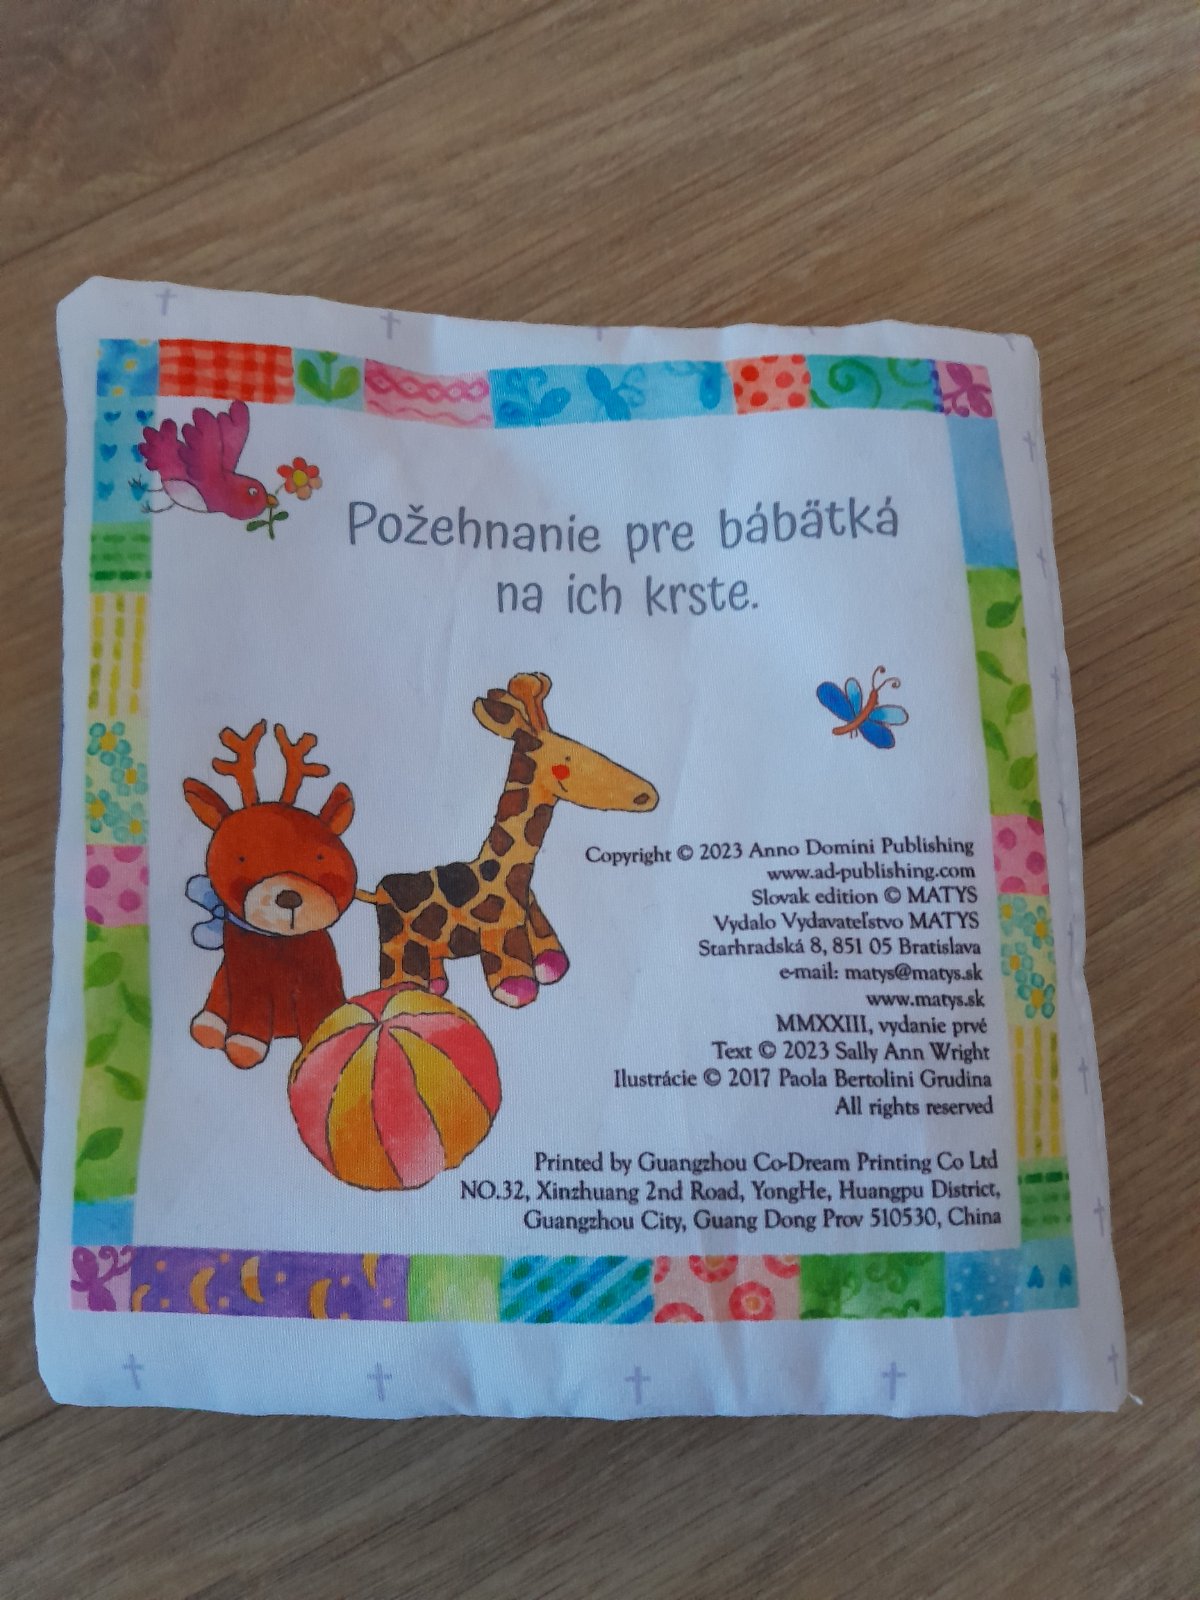 Požehnanie pre bábätká
na ich krste.
Copyright © 2023 Anno Domini Publishing
www.ad-publishing.com
Slovak edition © MATYS
Vydalo Vydavateľstvo MATYS
Starhradská 8, 851 05 Bratislava
e-mail: matys@matys.sk
www.matys.sk
MMXXIII, vydanie prvé
Text © 2023 Sally Ann Wright
Ilustrácie © 2017 Paola Bertolini Grudina
All rights reserved
Printed by Guangzhou Co-Dream Printing Co Ltd
NO.32, Xinzhuang 2nd Road, YongHe, Huangpu District,
Guangzhou City, Guang Dong Prov 510530, China